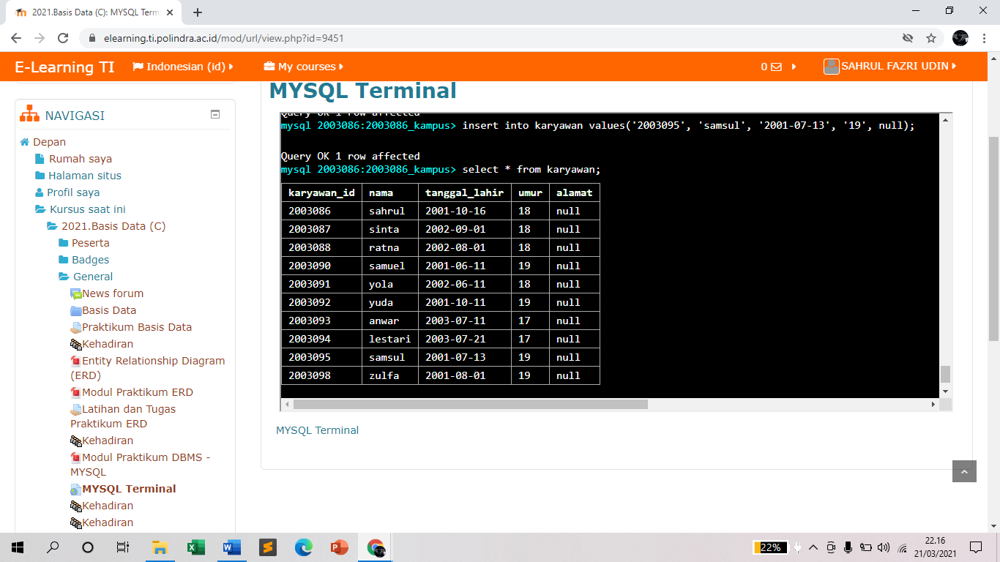 2021.Basis Data (C): MYSQL Term
elearning.ti.polindra.ac.id/mod/url/view.php?id=9451
E-Learning TI Indonesian (id) My courses 0 SAHRUL FAZRI UDIN
NAVIGASI
Depan
Rumah saya
Halaman situs
Profil saya
Kursus saat ini
2021.Basis Data (C)
Peserta
Badges
General
News forum
Basis Data
Praktikum Basis Data
Kehadiran
Entity Relationship Diagram
(ERD)
Modul Praktikum ERD
Latihan dan Tugas
Praktikum ERD
Kehadiran
Modul Praktikum DBMS -
MYSQL
MYSQL Terminal
Kehadiran
Kehadiran
MYSQL Terminal
Query OK 1 row affected
mysql 2003086:2003086_kampus> insert into karyawan values('2003095', 'samsul', '2001-07-13', '19', null);
Query OK 1 row affected
mysql 2003086:2003086_kampus> select * from karyawan;
karyawan_id nama tanggal_lahir umur alamat
2003086 sahrul 2001-10-16 18 null
2003087 sinta 2002-09-01 18 null
2003088 ratna 2002-08-01 18 null
2003090 samuel 2001-06-11 19 null
2003091 yola 2002-06-11 18 null
2003092 yuda 2001-10-11 19 null
2003093 anwar 2003-07-11 17 null
2003094 lestari 2003-07-21 17 null
2003095 samsul 2001-07-13 19 null
2003098 zulfa 2001-08-01 19 null
MYSQL Terminal
22%
22.16
21/03/2021